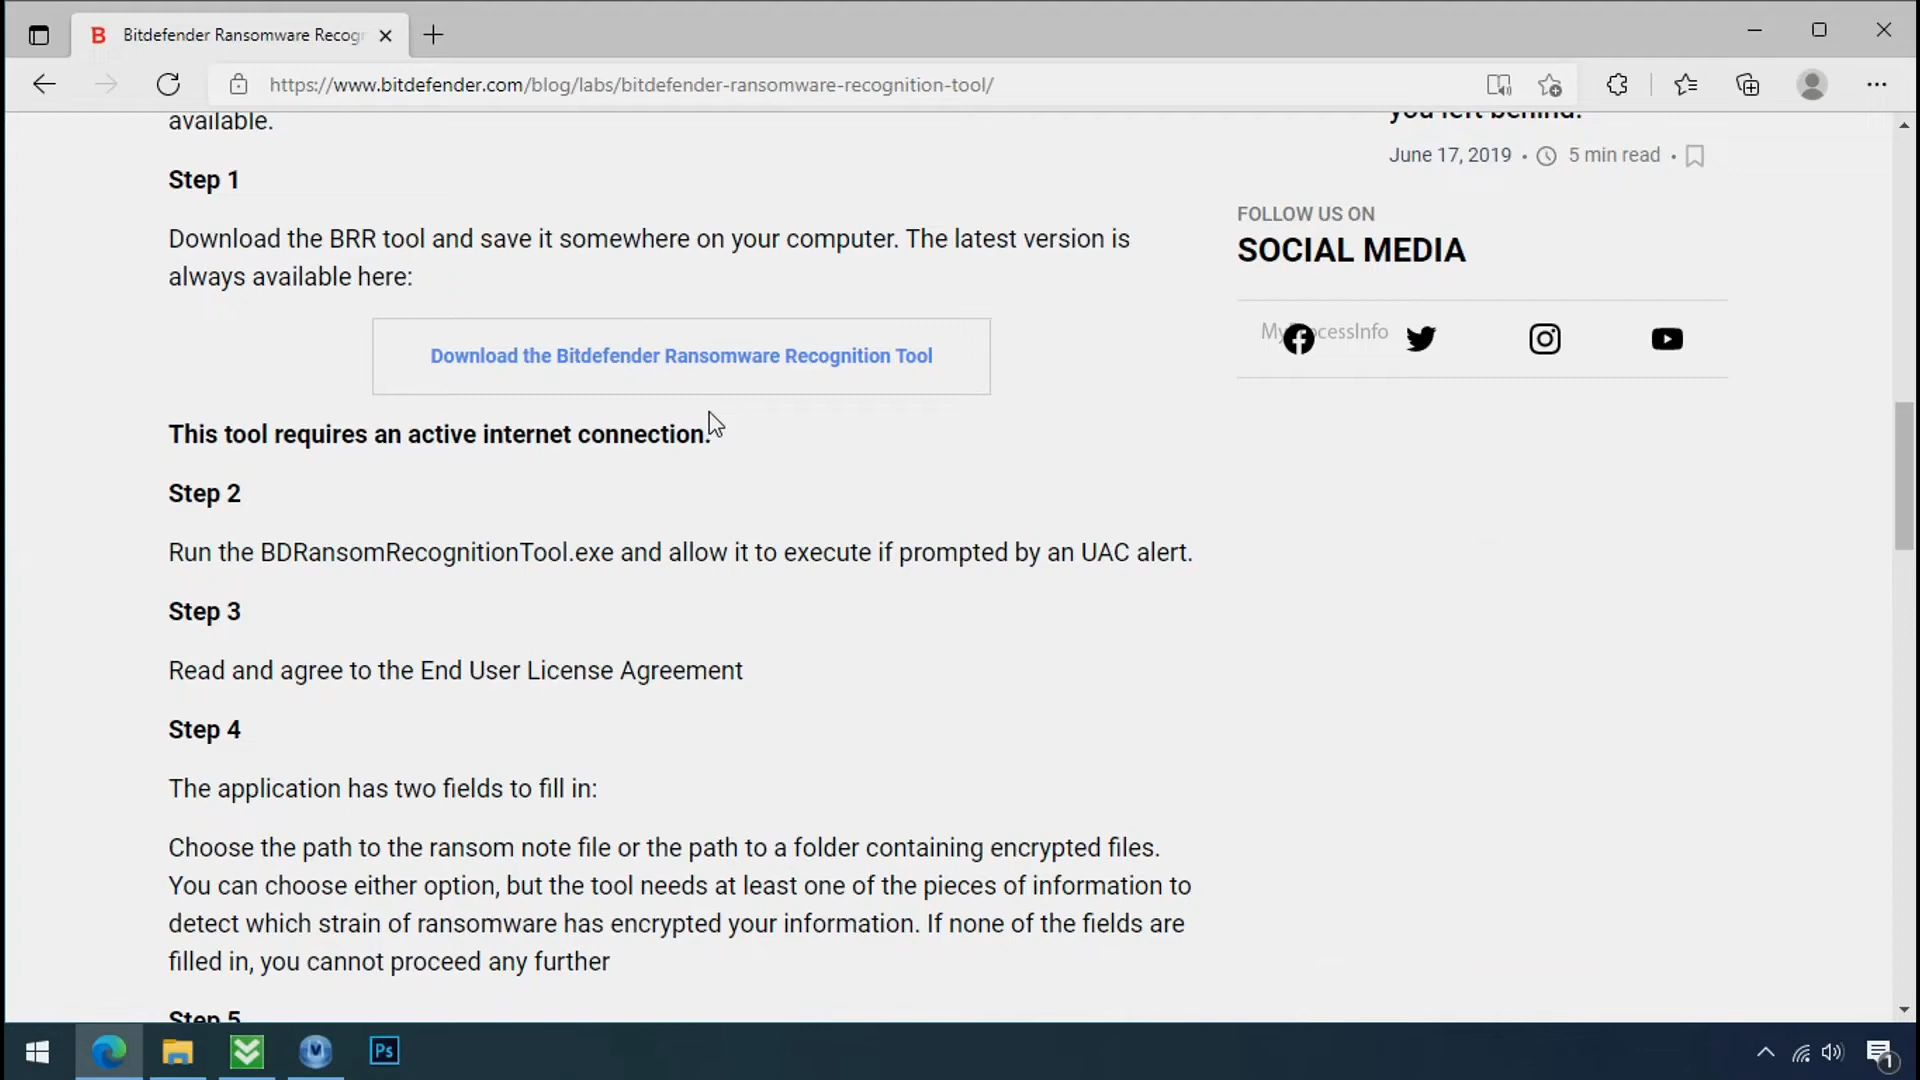 Bitdefender Ransomware Recog
https://www.bitdefender.com/blog/labs/bitdefender-ransomware-recognition-tool/
available.
Step 1
Download the BRR tool and save it somewhere on your computer. The latest version is
always available here:
Download the Bitdefender Ransomware Recognition Tool
This tool requires an active internet connection.
Step 2
Run the BDRansomRecognitionTool.exe and allow it to execute if prompted by an UAC alert.
Step 3
Read and agree to the End User License Agreement
Step 4
The application has two fields to fill in:
Choose the path to the ransom note file or the path to a folder containing encrypted files.
You can choose either option, but the tool needs at least one of the pieces of information to
detect which strain of ransomware has encrypted your information. If none of the fields are
filled in, you cannot proceed any further
Step 5
you left behind.
June 17, 2019 • 5 min read •
FOLLOW US ON
SOCIAL MEDIA
Ps
1